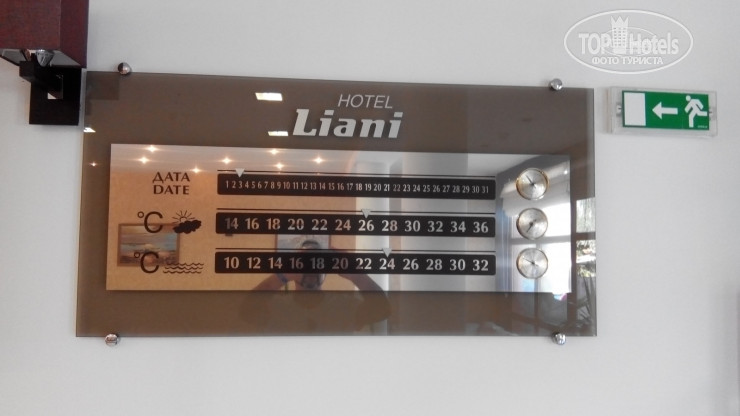 TOPHotels
ФОТО ТУРИСТА
HOTEL
Liani
ДАТА
DATE
1 2 3 4 5 6 7 8 9 10 11 12 13 14 15 16 17 18 19 20 21 22 23 24 25 26 27 28 29 30 31
°C 14 16 18 20 22 24 26 28 30 32 34 36
°C 10 12 14 16 18 20 22 24 26 28 30 32